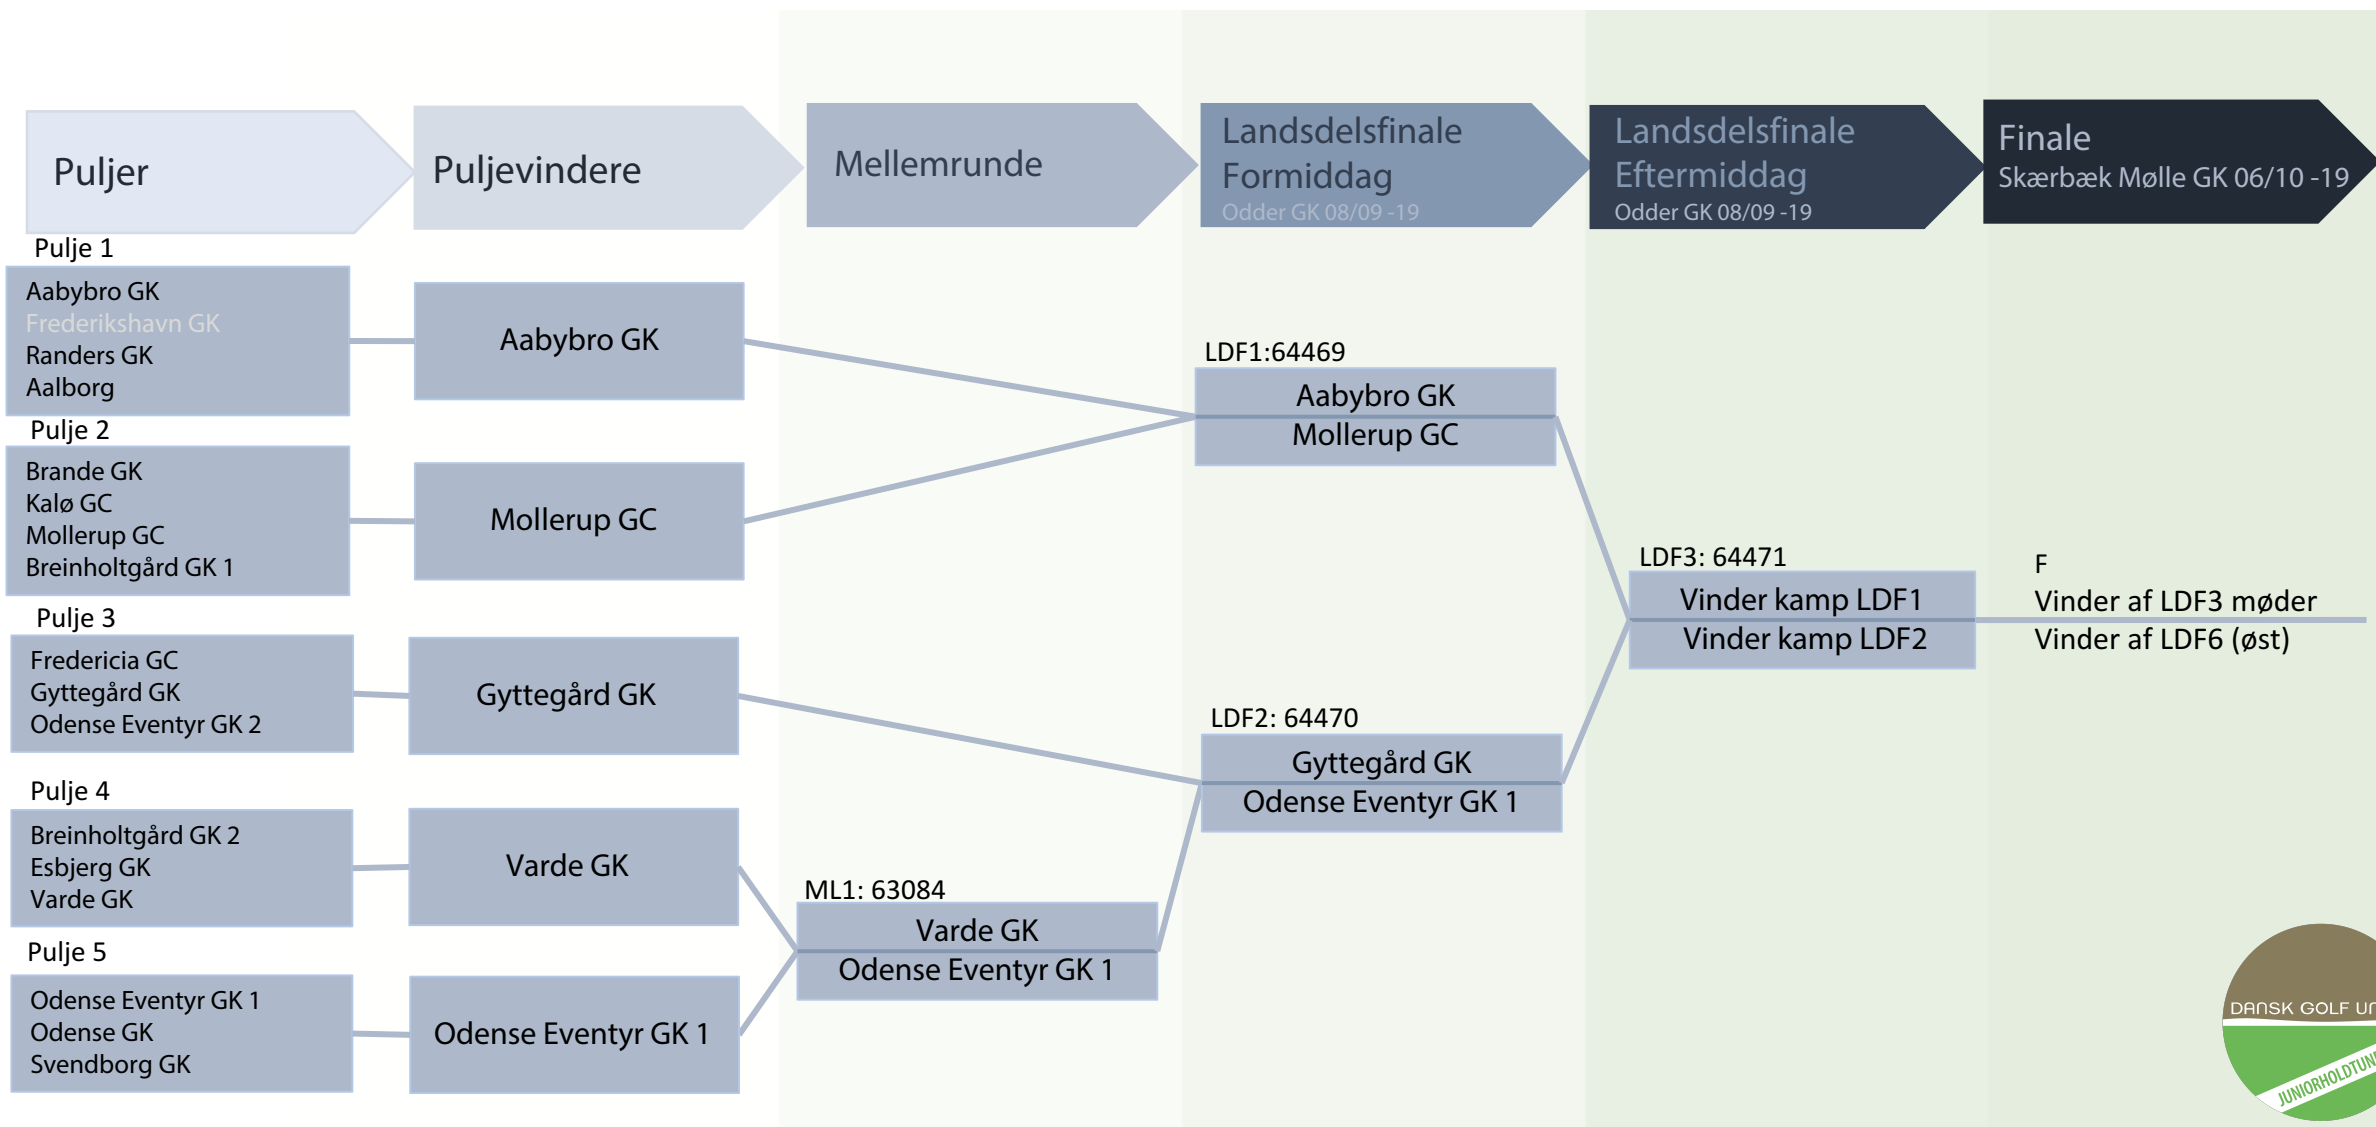 Puljer
Puljevindere
Mellemrunde
Landsdelsfinale
Formiddag
Odder GK 08/09 -19
Landsdelsfinale
Eftermiddag
Odder GK 08/09 -19
Finale
Skærbæk Mølle GK 06/10 -19
Pulje 1
Aabybro GK
Frederikshavn GK
Randers GK
Aalborg
Pulje 2
Brande GK
Kalø GC
Mollerup GC
Breinholtgård GK 1
Pulje 3
Fredericia GC
Gyttegård GK
Odense Eventyr GK 2
Pulje 4
Breinholtgård GK 2
Esbjerg GK
Varde GK
Pulje 5
Odense Eventyr GK 1
Odense GK
Svendborg GK
Aabybro GK
Mollerup GC
Gyttegård GK
Varde GK
Odense Eventyr GK 1
ML1: 63084
Varde GK
Odense Eventyr GK 1
LDF1:64469
Aabybro GK
Mollerup GC
LDF2: 64470
Gyttegård GK
Odense Eventyr GK 1
LDF3: 64471
Vinder kamp LDF1
Vinder kamp LDF2
F
Vinder af LDF3 møder
Vinder af LDF6 (øst)
DANSK GOLF